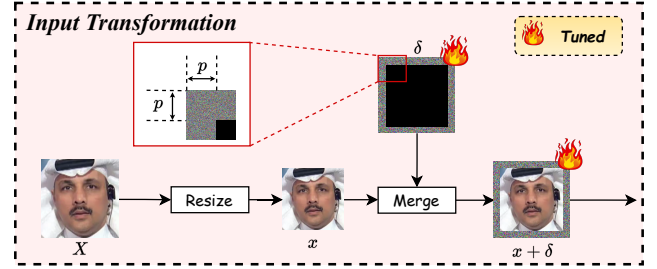 Input Transformation
p
p
δ
Tuned
Resize
Merge
X
x
x + δ